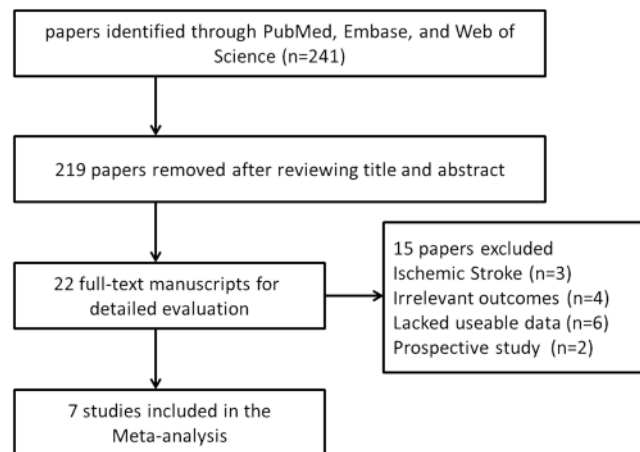 papers identified through PubMed, Embase, and Web of
Science (n=241)
219 papers removed after reviewing title and abstract
22 full-text manuscripts for
detailed evaluation
15 papers excluded
Ischemic Stroke (n=3)
Irrelevant outcomes (n=4)
Lacked useable data (n=6)
Prospective study (n=2)
7 studies included in the
Meta-analysis